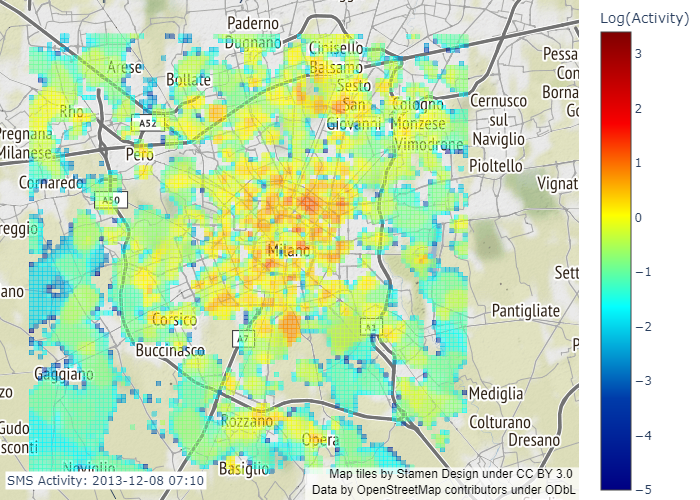 Log(Activity)
3
2
1
0
−1
−2
−3
−4
−5
Paderno
Dugnano
Cinisello
Balsamo
Arese
Bollate
Sesto
San
Giovanni
Rho
Cologno
Monzese
Vimodrone
Cernusco
sul
Naviglio
Pessa
Con
Borna
Go
A52
Pregnana
Milanese
Pero
Pioltello
Cornaredo
Vignat
A50
reggio
Milano
Sett
ano
Pantigliate
Corsico
A7
A1
Buccinasco
P
Gaggiano
zo
Mediglia
Rozzano
Colturano
Gudo
Opera
Dresano
sconti
Noviglio
Basiglio
SMS Activity: 2013-12-08 07:10
Map tiles by Stamen Design under CC BY 3.0
Data by OpenStreetMap contributors under ODbL